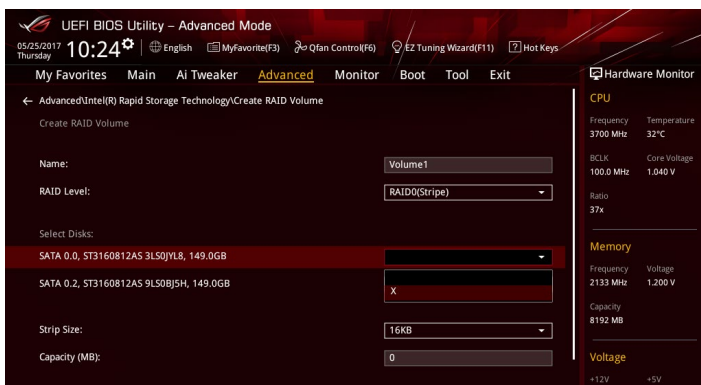 UEFI BIOS Utility – Advanced Mode
05/25/2017 Thursday 10:24 English MyFavorite(F3) Qfan Control(F6) EZ Tuning Wizard(F11) ? Hot Keys
My Favorites Main Ai Tweaker Advanced Monitor Boot Tool Exit
← Advanced\Intel(R) Rapid Storage Technology\Create RAID Volume
Create RAID Volume
Name: Volume1
RAID Level: RAID0(Stripe)
Select Disks:
SATA 0.0, ST3160812AS 3LS0JYL8, 149.0GB
SATA 0.2, ST3160812AS 9LS0BJ5H, 149.0GB
X
Strip Size: 16KB
Capacity (MB): 0
Hardware Monitor
CPU
Frequency Temperature
3700 MHz 32°C
BCLK Core Voltage
100.0 MHz 1.040 V
Ratio
37x
Memory
Frequency Voltage
2133 MHz 1.200 V
Capacity
8192 MB
Voltage
+12V +5V